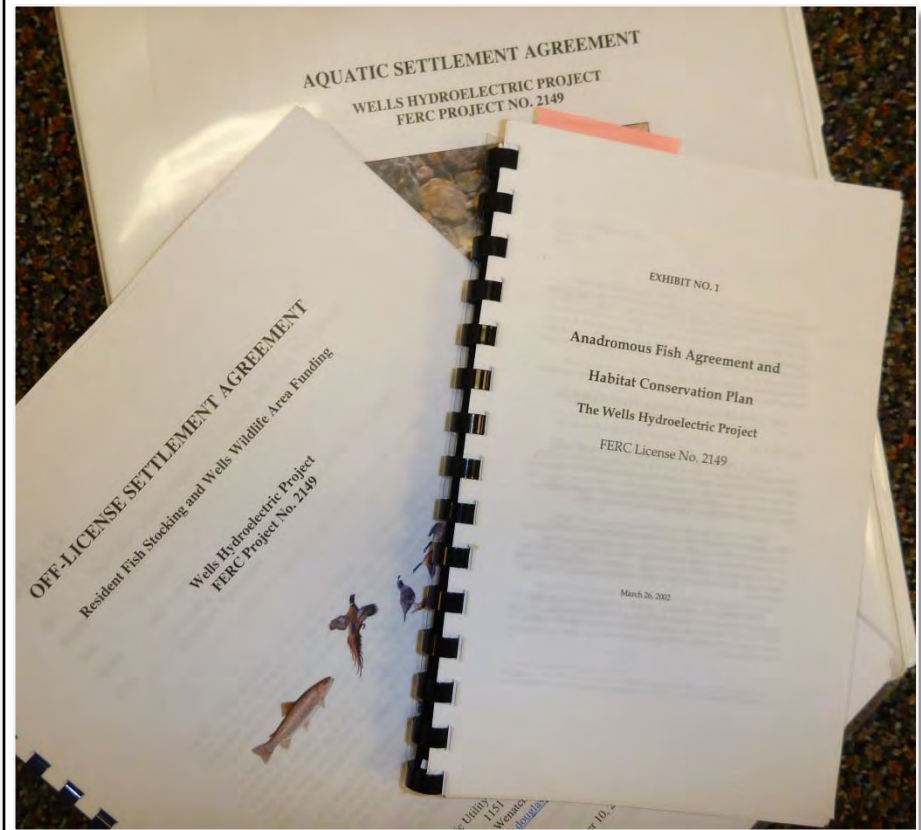 AQUATIC SETTLEMENT AGREEMENT
WELLS HYDROELECTRIC PROJECT
FERC PROJECT NO. 2149
OFF-LICENSE SETTLEMENT AGREEMENT
Resident Fish Stocking and Wells Wildlife Area Funding
Wells Hydroelectric Project
FERC Project No. 2149
EXHIBIT NO. 1
Anadromous Fish Agreement and
Habitat Conservation Plan
The Wells Hydroelectric Project
FERC License No. 2149
March 26, 2002
Utility
1151